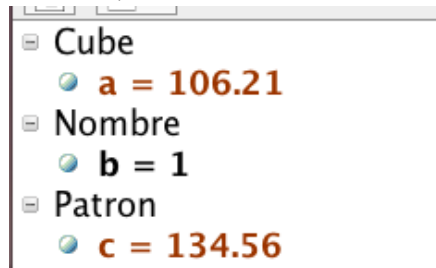 Cube
a = 106.21
Nombre
b = 1
Patron
c = 134.56